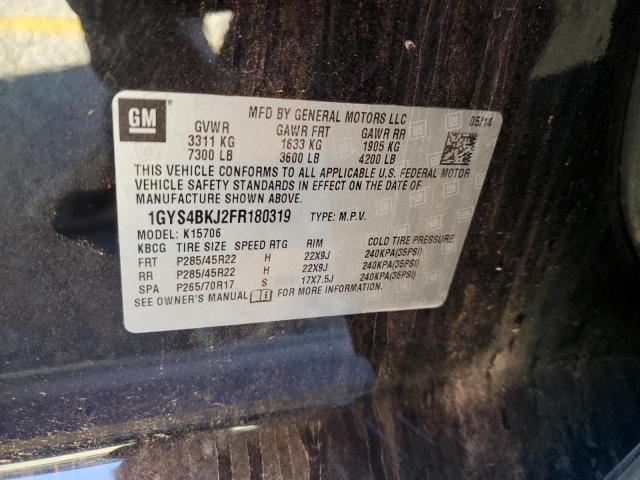 GM
MFD BY GENERAL MOTORS LLC 05/14
GVWR GAWR FRT GAWR RR
3311 KG 1633 KG 1905 KG
7300 LB 3600 LB 4200 LB
THIS VEHICLE CONFORMS TO ALL APPLICABLE U.S. FEDERAL MOTOR
VEHICLE SAFETY STANDARDS IN EFFECT ON THE DATE OF
MANUFACTURE SHOWN ABOVE.
1GYS4BKJ2FR180319 TYPE: M.P.V.
MODEL: K15706
KBCG TIRE SIZE SPEED RTG RIM COLD TIRE PRESSURE
FRT P285/45R22 H 22X9J 240KPA(35PSI)
RR P285/45R22 H 22X9J 240KPA(35PSI)
SPA P265/70R17 S 17X7.5J 240KPA(35PSI)
SEE OWNER'S MANUAL FOR MORE INFORMATION.